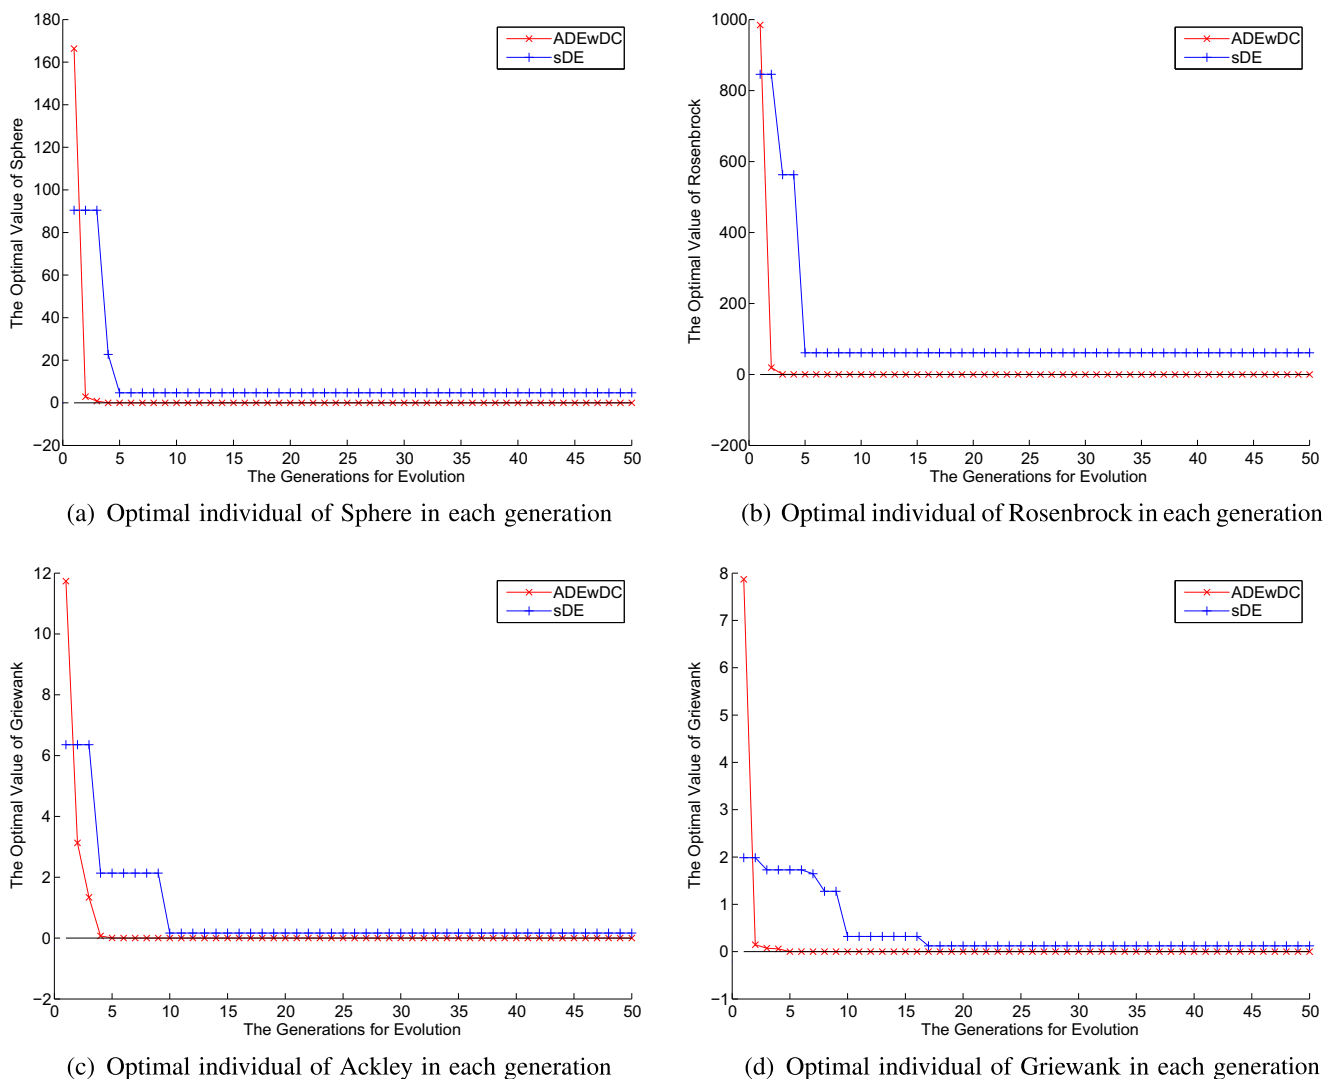 180
160
140
120
100
80
60
40
20
0
−20
The Optimal Value of Sphere
ADEwDC
sDE
0 5 10 15 20 25 30 35 40 45 50
The Generations for Evolution
(a) Optimal individual of Sphere in each generation
1000
800
600
400
200
0
−200
The Optimal Value of Rosenbrock
ADEwDC
sDE
0 5 10 15 20 25 30 35 40 45 50
The Generations for Evolution
(b) Optimal individual of Rosenbrock in each generation
12
10
8
6
4
2
0
−2
The Optimal Value of Griewank
ADEwDC
sDE
0 5 10 15 20 25 30 35 40 45 50
The Generations for Evolution
(c) Optimal individual of Ackley in each generation
8
7
6
5
4
3
2
1
0
−1
The Optimal Value of Griewank
ADEwDC
sDE
0 5 10 15 20 25 30 35 40 45 50
The Generations for Evolution
(d) Optimal individual of Griewank in each generation